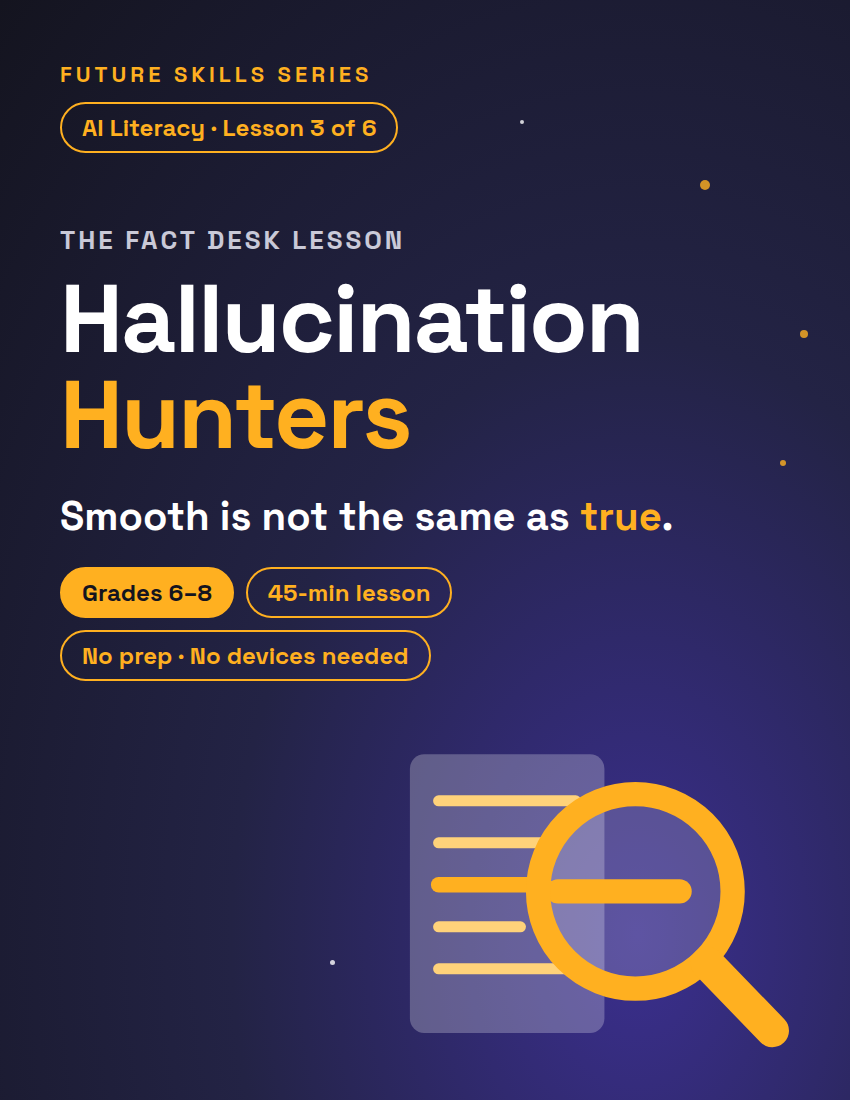 FUTURE SKILLS SERIES
AI Literacy · Lesson 3 of 6
THE FACT DESK LESSON
Hallucination
Hunters
Smooth is not the same as true.
Grades 6–8
45-min lesson
No prep · No devices needed